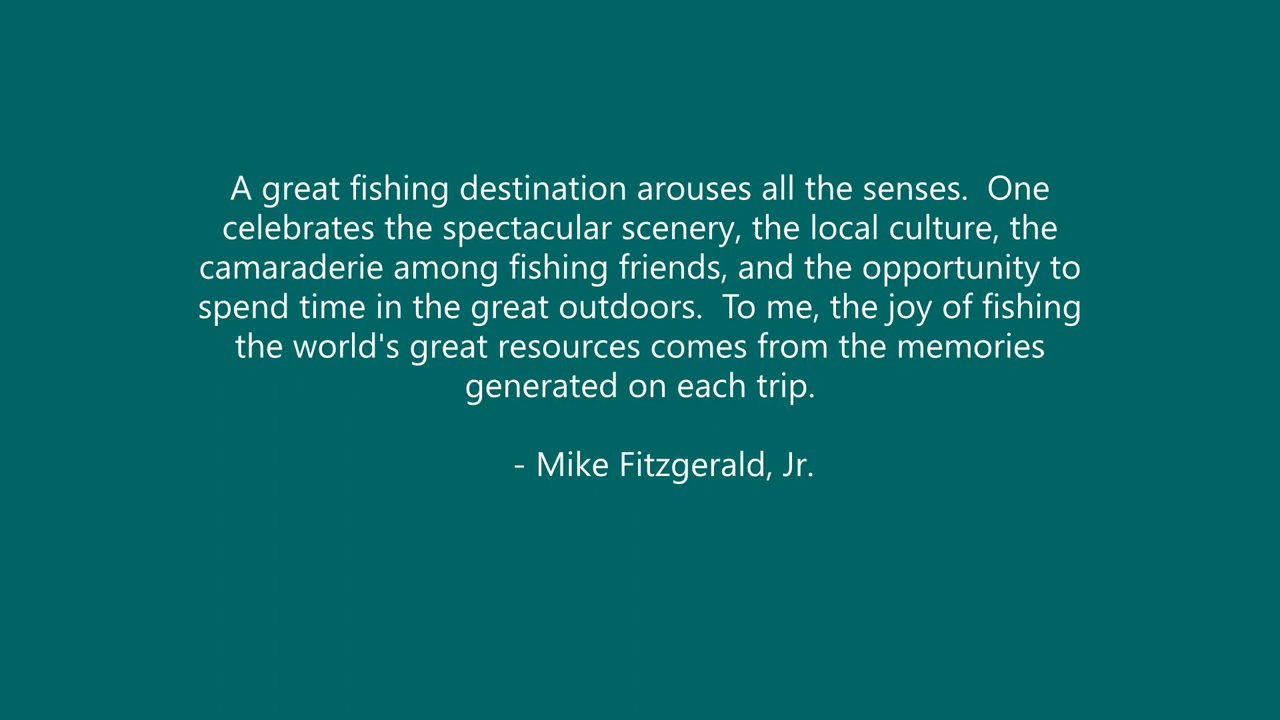 A great fishing destination arouses all the senses.  One
celebrates the spectacular scenery, the local culture, the
camaraderie among fishing friends, and the opportunity to
spend time in the great outdoors.  To me, the joy of fishing
the world's great resources comes from the memories
generated on each trip.
- Mike Fitzgerald, Jr.